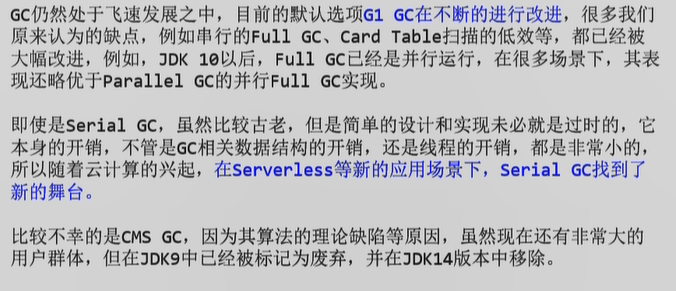 GC仍然处于飞速发展之中，目前的默认选项G1 GC在不断的进行改进，很多我们
原来认为的缺点，例如串行的Full GC、Card Table扫描的低效等，都已经被
大幅改进，例如，JDK 10以后，Full GC已经是并行运行，在很多场景下，其表
现还略优于Parallel GC的并行Full GC实现。
即使是Serial GC，虽然比较古老，但是简单的设计和实现未必就是过时的，它
本身的开销，不管是GC相关数据结构的开销，还是线程的开销，都是非常小的，
所以随着云计算的兴起，在Serverless等新的应用场景下，Serial GC找到了
新的舞台。
比较不幸的是CMS GC，因为其算法的理论缺陷等原因，虽然现在还有非常大的
用户群体，但在JDK9中已经被标记为废弃，并在JDK14版本中移除。